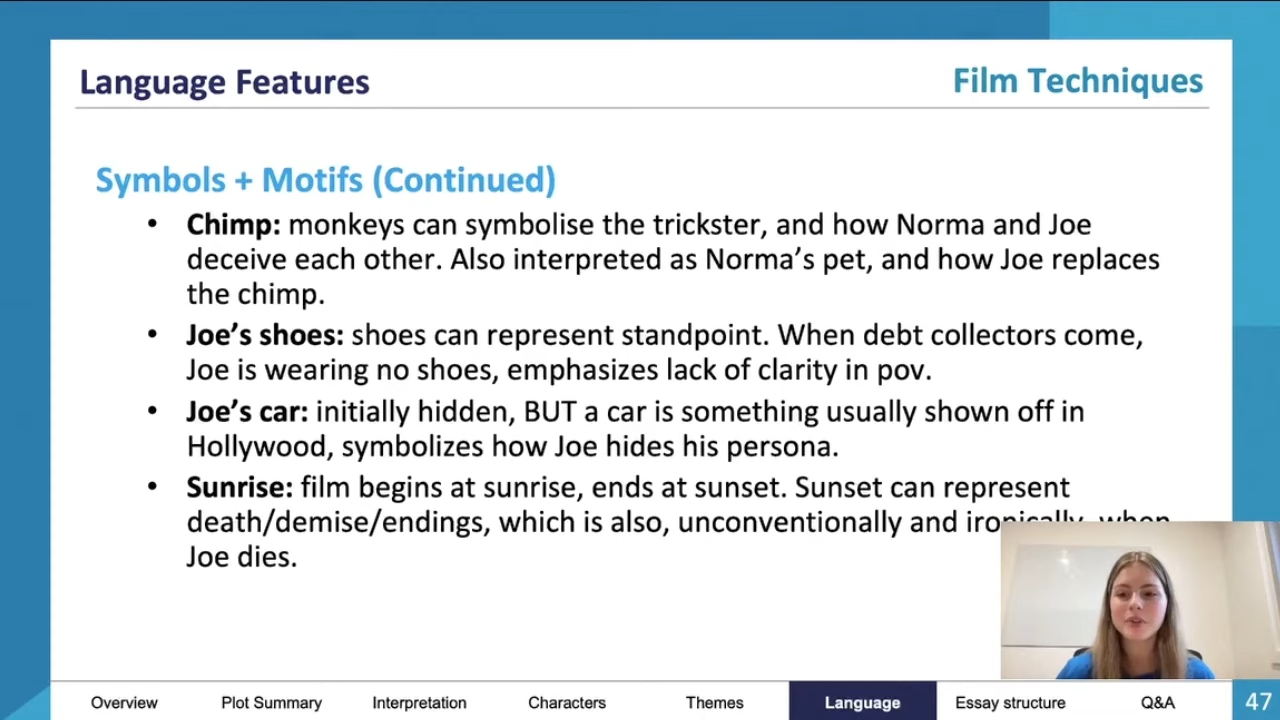 Language Features
Film Techniques
Symbols + Motifs (Continued)
• Chimp: monkeys can symbolise the trickster, and how Norma and Joe
deceive each other. Also interpreted as Norma’s pet, and how Joe replaces
the chimp.
• Joe’s shoes: shoes can represent standpoint. When debt collectors come,
Joe is wearing no shoes, emphasizes lack of clarity in pov.
• Joe’s car: initially hidden, BUT a car is something usually shown off in
Hollywood, symbolizes how Joe hides his persona.
• Sunrise: film begins at sunrise, ends at sunset. Sunset can represent
death/demise/endings, which is also, unconventionally and ironically, when
Joe dies.
Overview Plot Summary Interpretation Characters Themes Language Essay structure Q&A 47